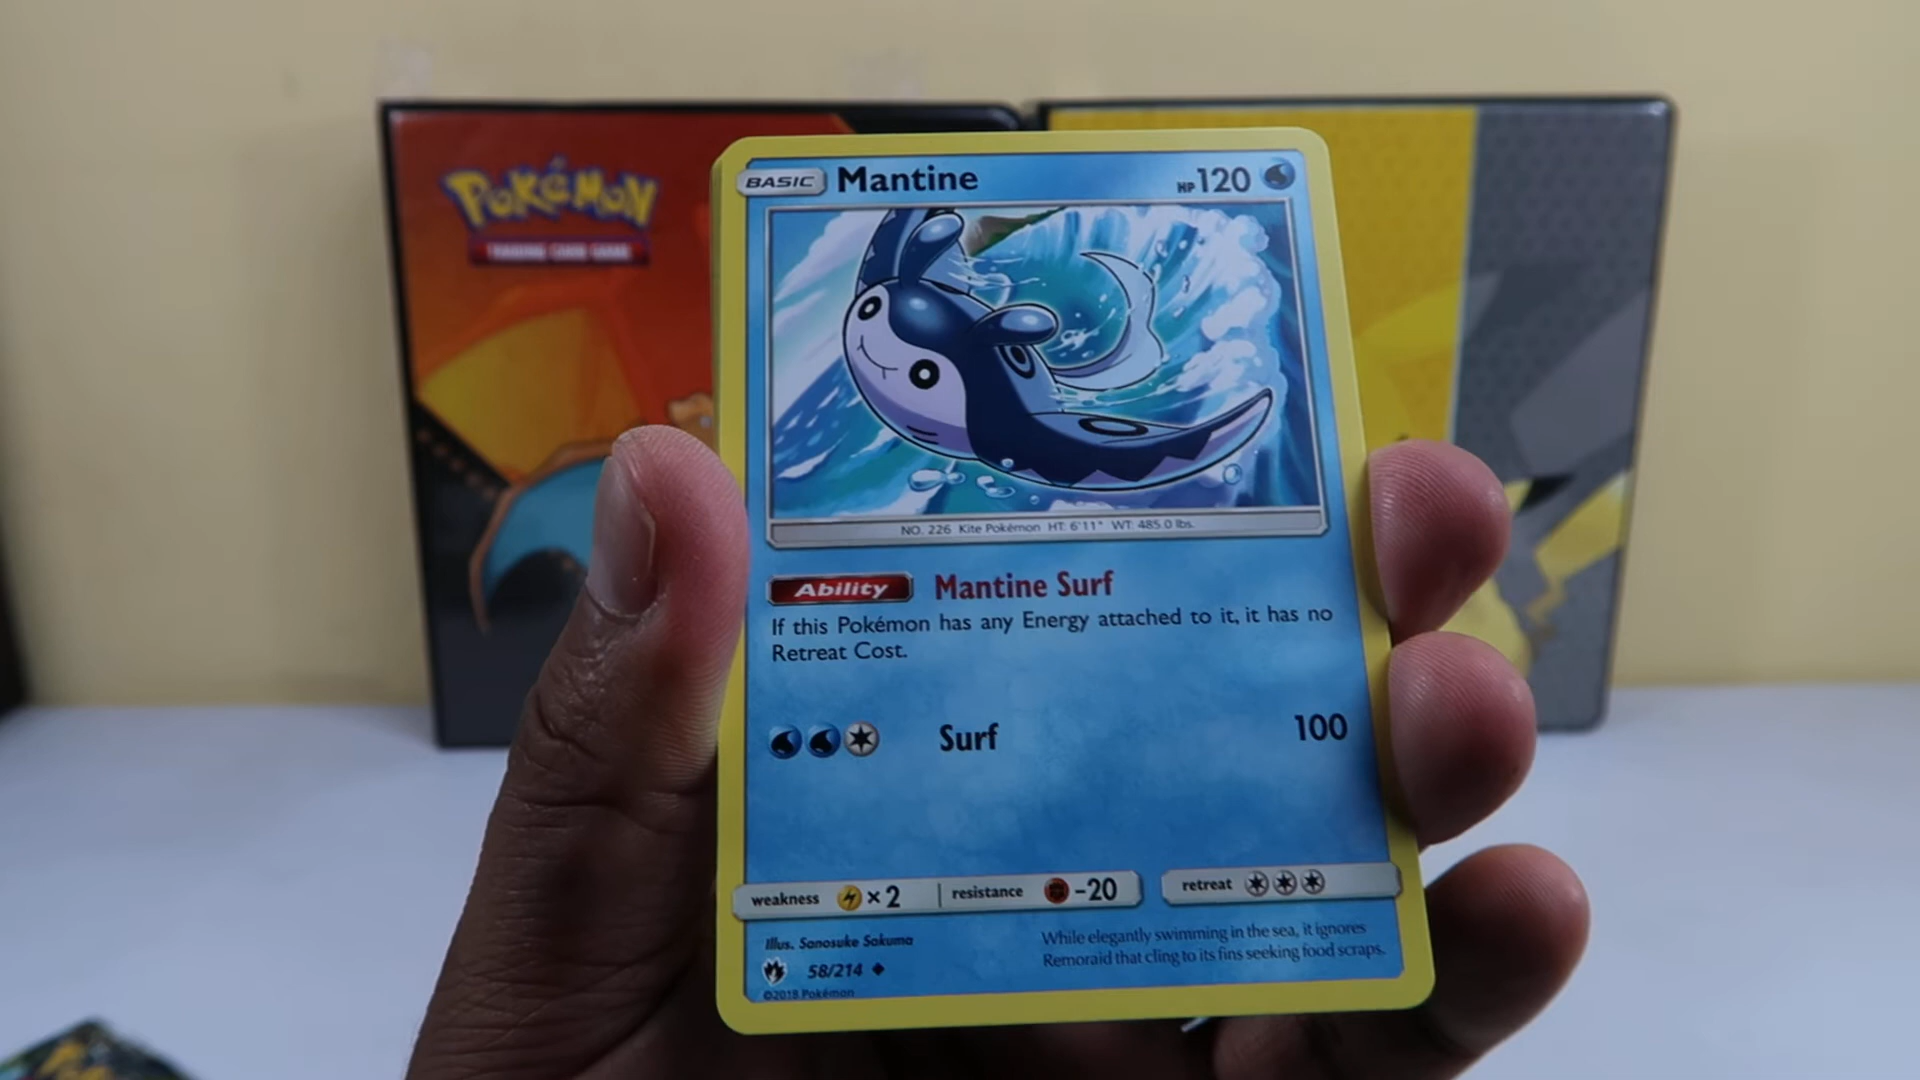 POKéMON
TRADING CARD GAME
BASIC Mantine HP 120
NO. 226 Kite Pokémon HT: 6'11" WT: 485.0 lbs.
Ability Mantine Surf
If this Pokémon has any Energy attached to it, it has no
Retreat Cost.
Surf 100
weakness ×2 resistance -20 retreat
Illus. Sanosuke Sakuma
58/214
©2018 Pokémon
While elegantly swimming in the sea, it ignores
Remoraid that cling to its fins seeking food scraps.